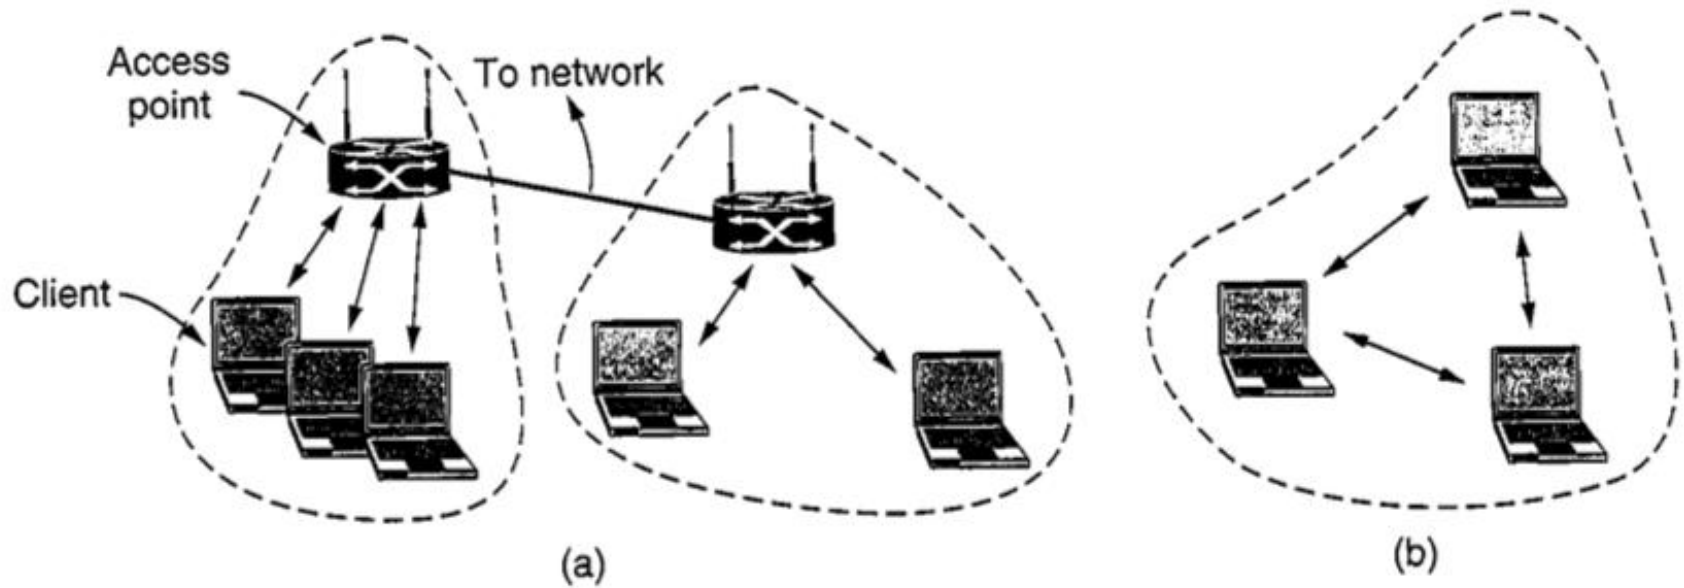 Access
point
To network
Client
(a)
(b)